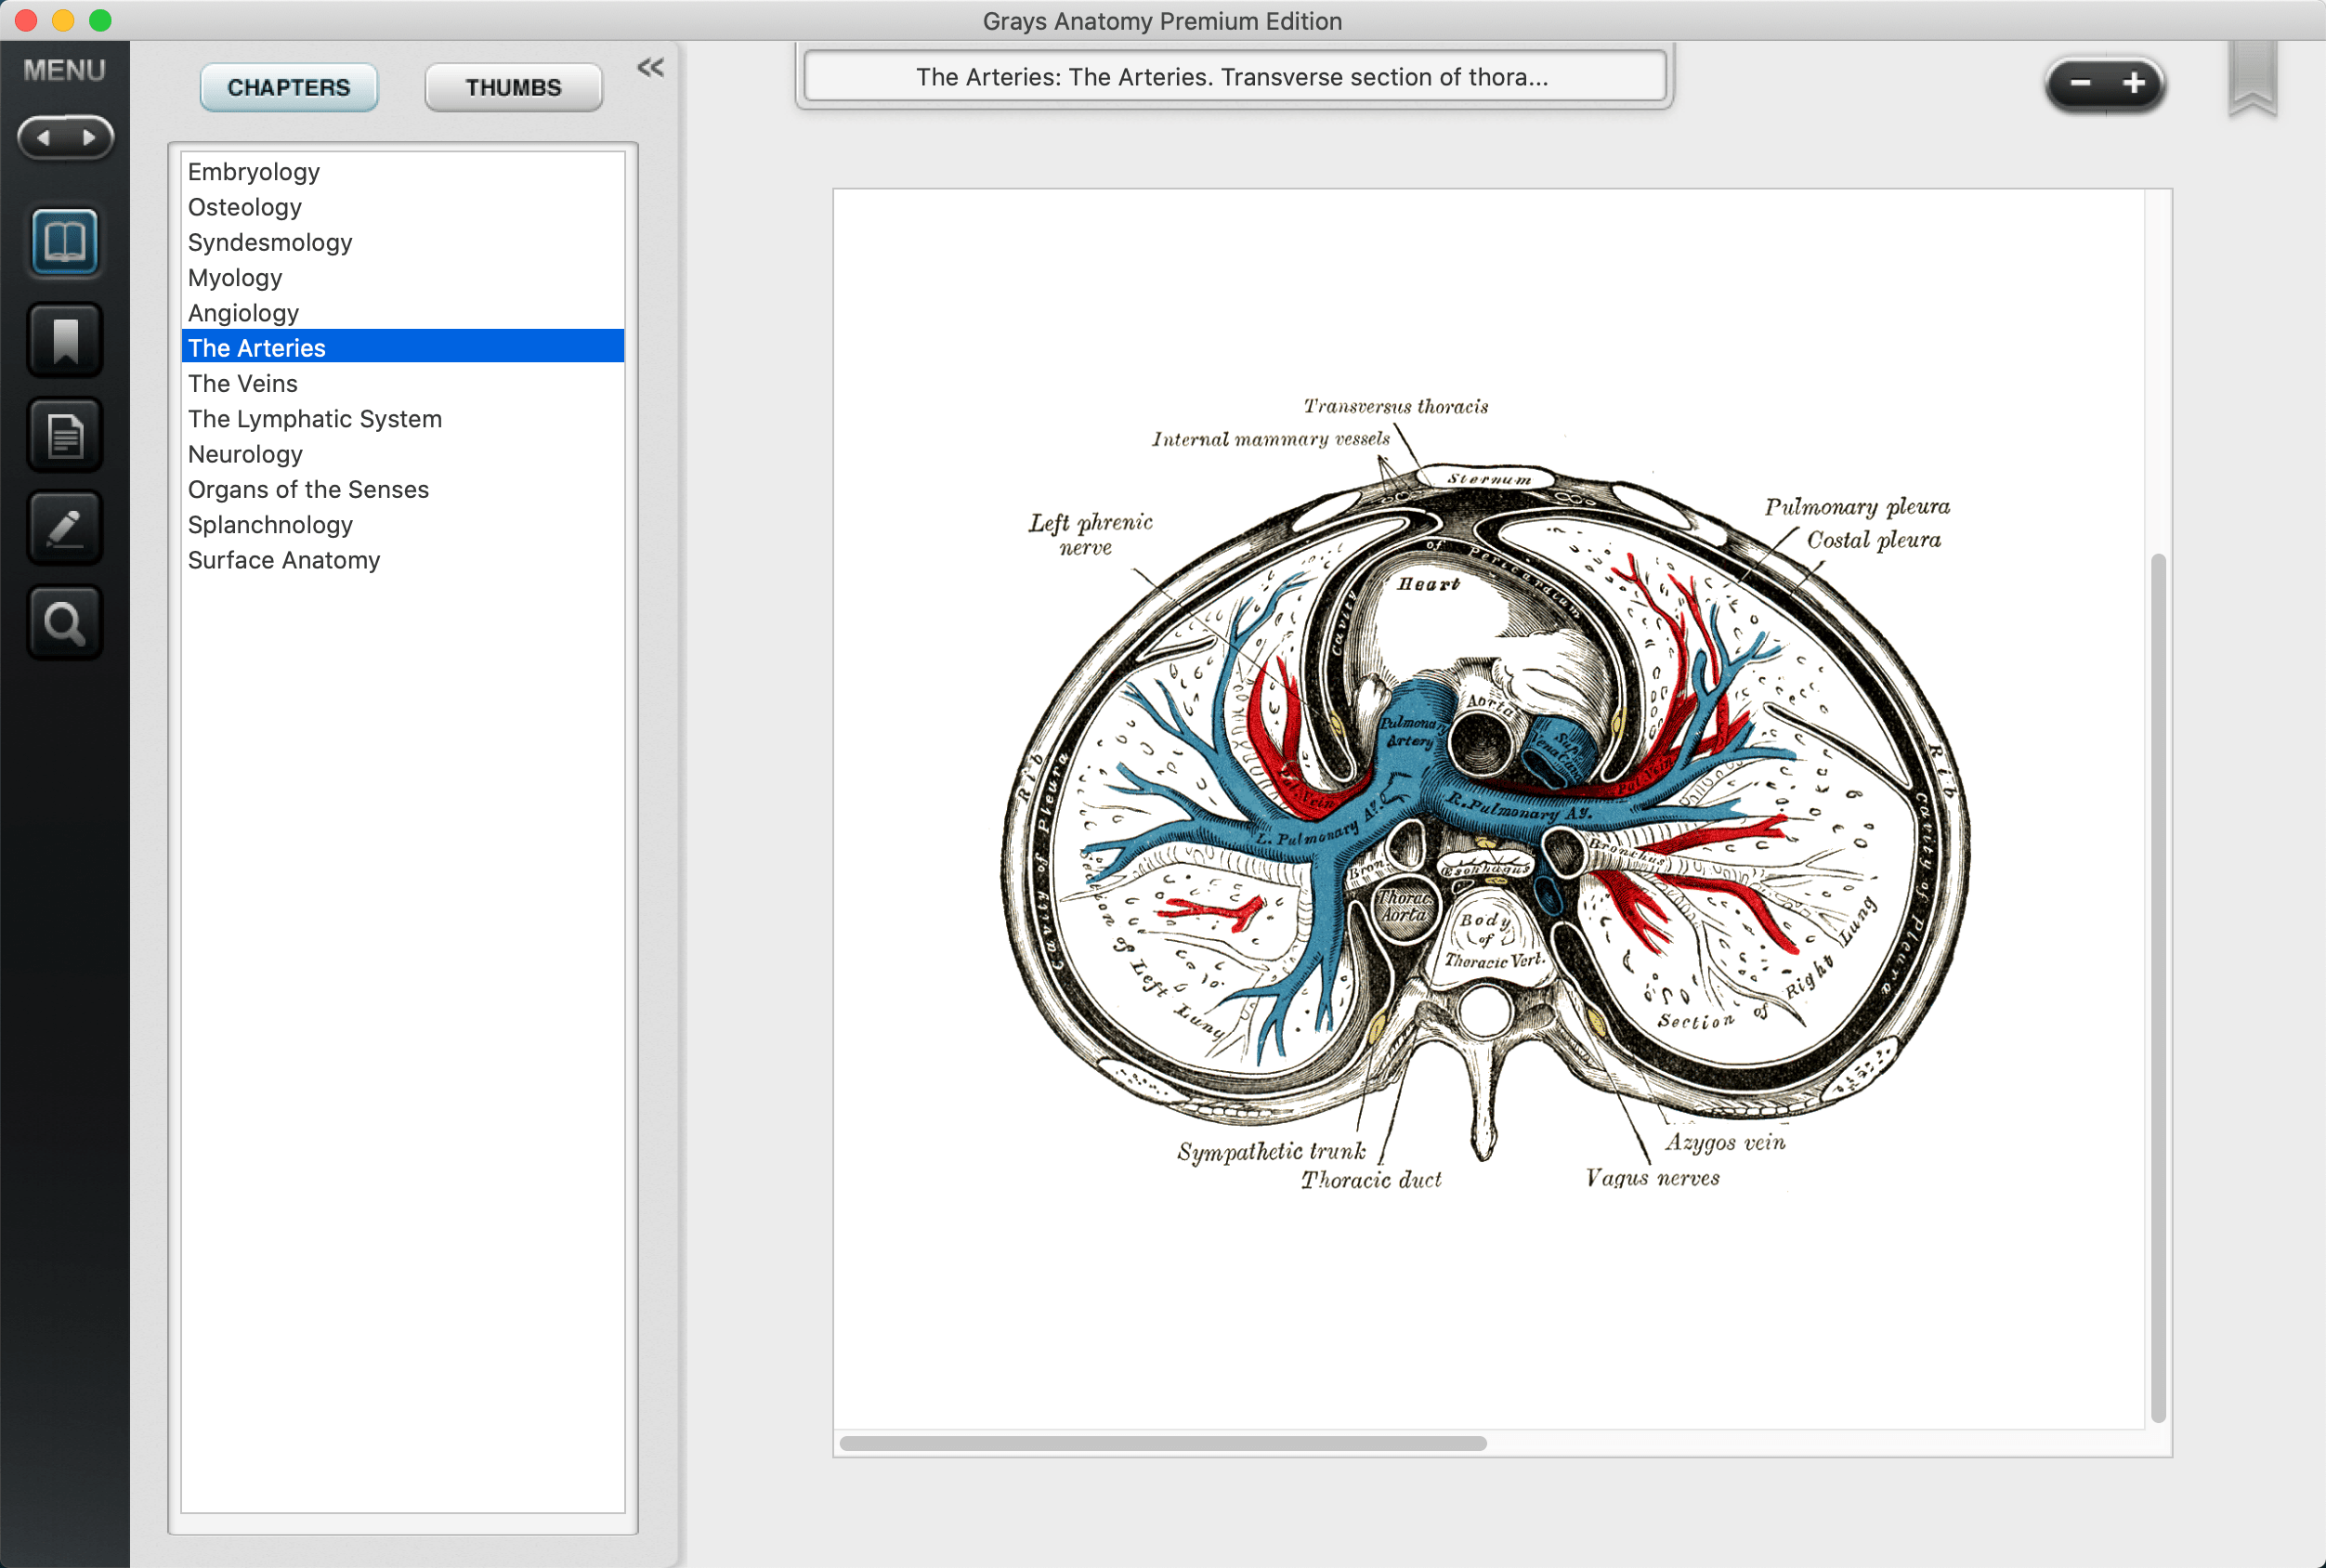 Grays Anatomy Premium Edition
MENU
CHAPTERS
THUMBS
The Arteries: The Arteries. Transverse section of thora...
Embryology
Osteology
Syndesmology
Myology
Angiology
The Arteries
The Veins
The Lymphatic System
Neurology
Organs of the Senses
Splanchnology
Surface Anatomy
Transversus thoracis
Internal mammary vessels
Sternum
Left phrenic
nerve
Pulmonary pleura
Costal pleura
Cavity of Pericardium
Heart
Pulmonary
Artery
Aorta
Sup.
Vena Cava
Rib
Cavity of Pleura
Pul. Vein
L. Pulmonary Ay.
R. Pulmonary Ay.
Pul. Vein
Rib
Cavity of Pleura
Bron
Œsophagus
Bronchus
Thorac.
Aorta
Body
of
Thoracic Vert.
Section of Left Lung
Section of Right Lung
Sympathetic trunk
Thoracic duct
Azygos vein
Vagus nerves